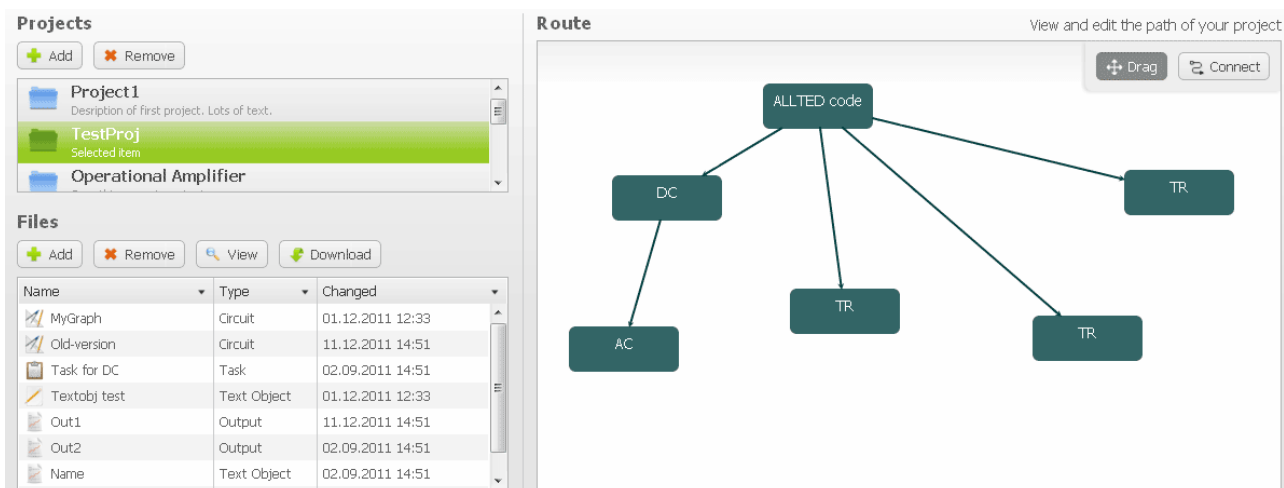 Projects
Add
Remove
Project1
Desription of first project. Lots of text.
TestProj
Selected item
Operational Amplifier
Files
Add
Remove
View
Download
Name Type Changed
MyGraph Circuit 01.12.2011 12:33
Old-version Circuit 11.12.2011 14:51
Task for DC Task 02.09.2011 14:51
Textobj test Text Object 01.12.2011 12:33
Out1 Output 11.12.2011 14:51
Out2 Output 02.09.2011 14:51
Name Text Object 02.09.2011 14:51
Route
View and edit the path of your project
Drag
Connect
ALLTED code
DC
TR
TR
TR
AC